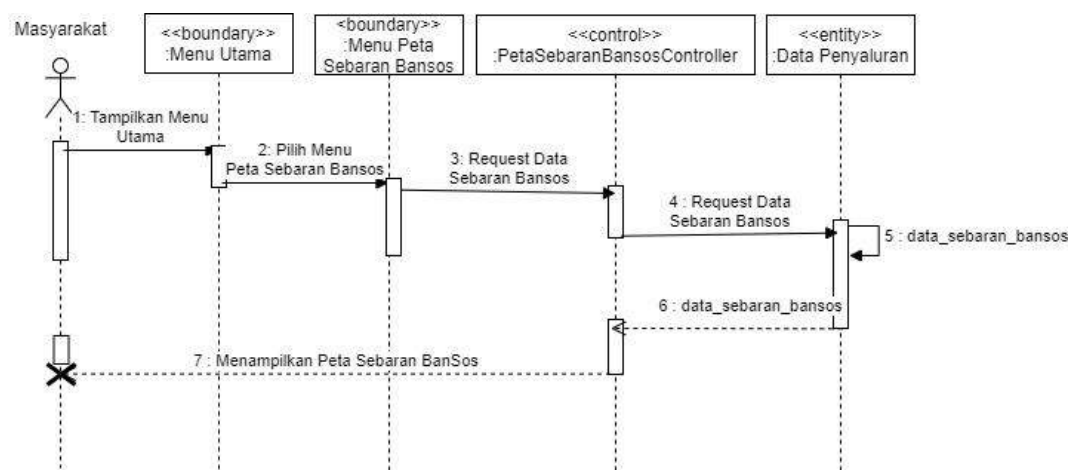 Masyarakat
<<boundary>>
:Menu Utama
<boundary>>
:Menu Peta
Sebaran Bansos
<<control>>
:PetaSebaranBansosController
<<entity>>
:Data Penyaluran
1: Tampilkan Menu
Utama
2: Pilih Menu
Peta Sebaran Bansos
3: Request Data
Sebaran Bansos
4 : Request Data
Sebaran Bansos
5 : data_sebaran_bansos
6 : data_sebaran_bansos
7 : Menampilkan Peta Sebaran BanSos